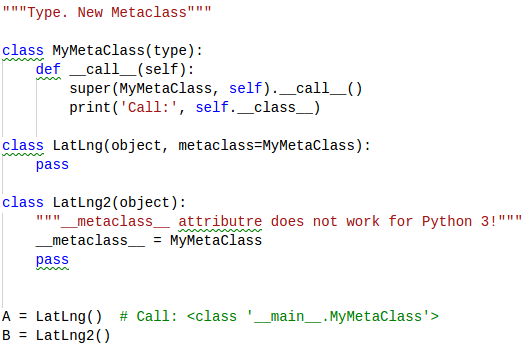 """Type. New Metaclass"""
class MyMetaClass(type):
def __call__(self):
super(MyMetaClass, self).__call__()
print('Call:', self.__class__)
class LatLng(object, metaclass=MyMetaClass):
pass
class LatLng2(object):
"""__metaclass__ attributre does not work for Python 3!"""
__metaclass__ = MyMetaClass
pass
A = LatLng()  # Call: <class '__main__.MyMetaClass'>
B = LatLng2()